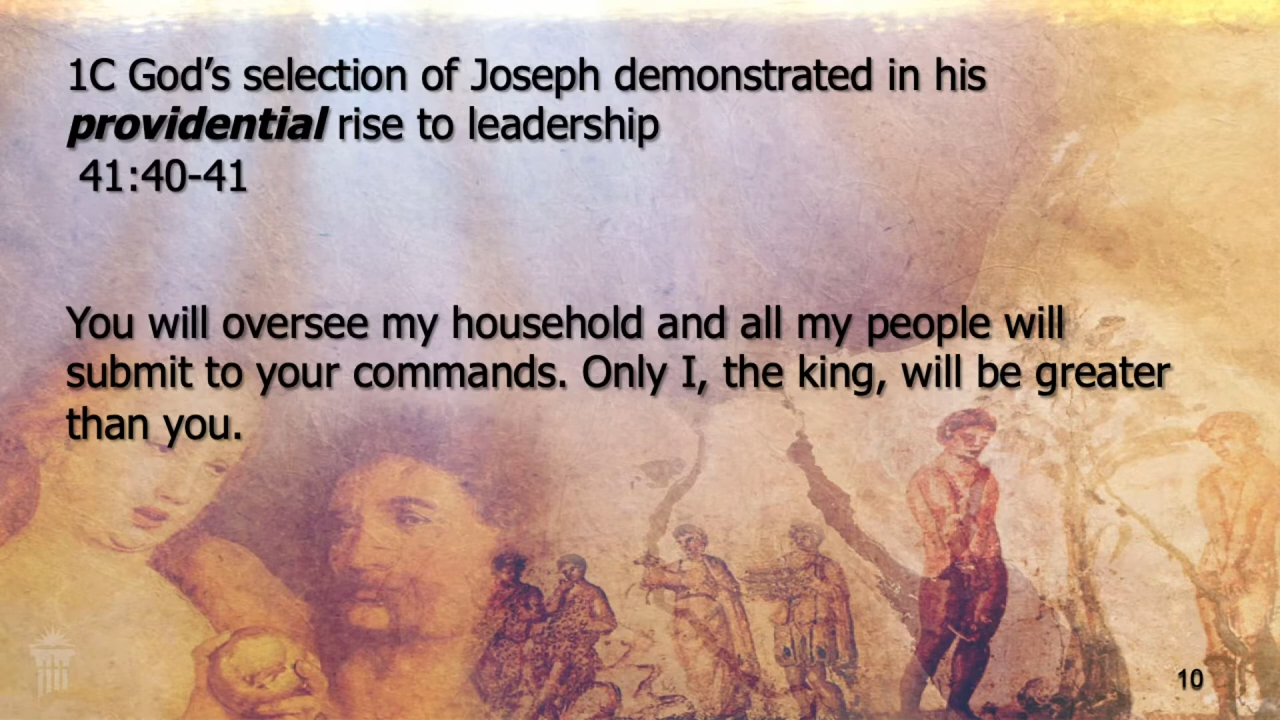 1C God’s selection of Joseph demonstrated in his
providential rise to leadership
41:40-41
You will oversee my household and all my people will
submit to your commands. Only I, the king, will be greater
than you.
10